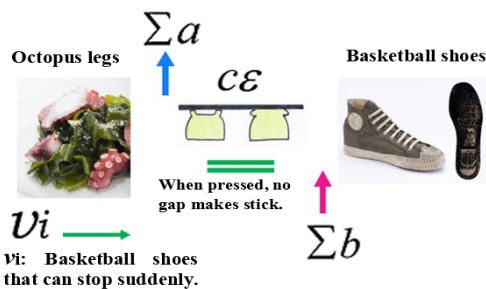 Σa
Octopus legs
cε
Basketball shoes
When pressed, no
gap makes stick.
υi
Σb
vi: Basketball shoes
that can stop suddenly.